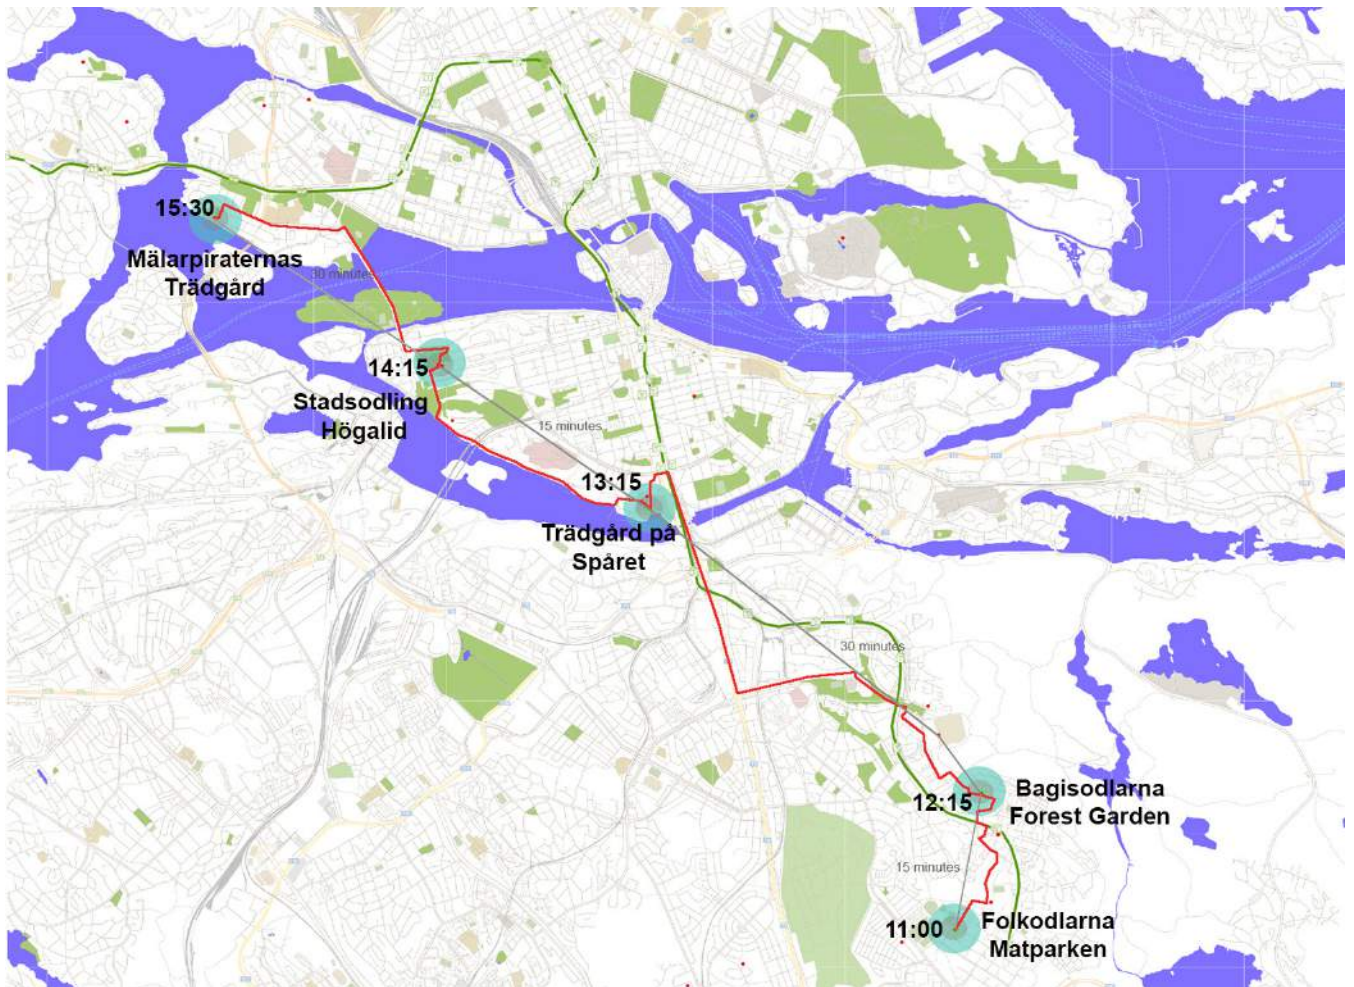 15:30
Mälarpiraternas
Trädgård
30 minutes
14:15
Stadsodling
Högalid
15 minutes
13:15
Trädgård på
Spåret
30 minutes
12:15
Bagisodlarna
Forest Garden
15 minutes
11:00
Folkodlarna
Matparken